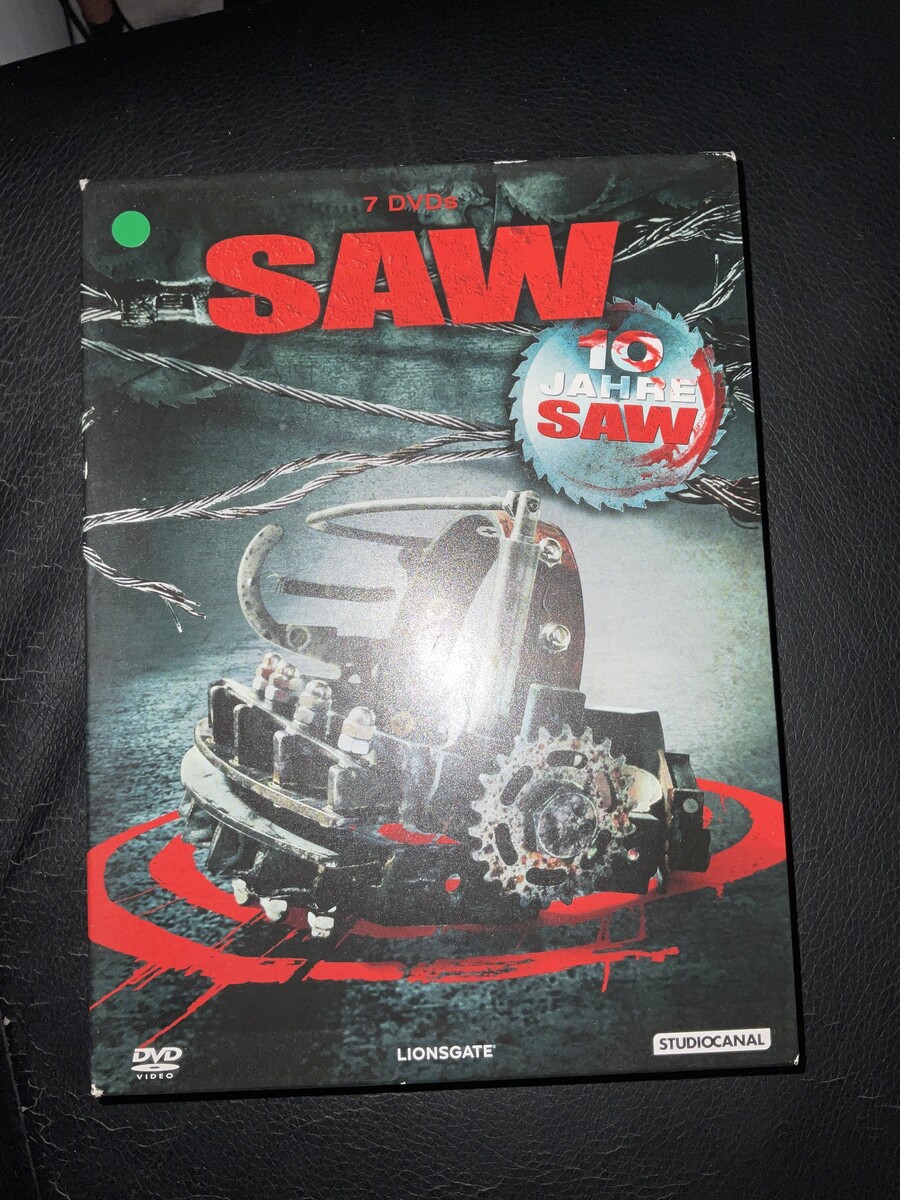 7 DVDs
SAW
10
JAHRE
SAW
DVD
VIDEO
LIONSGATE
STUDIOCANAL